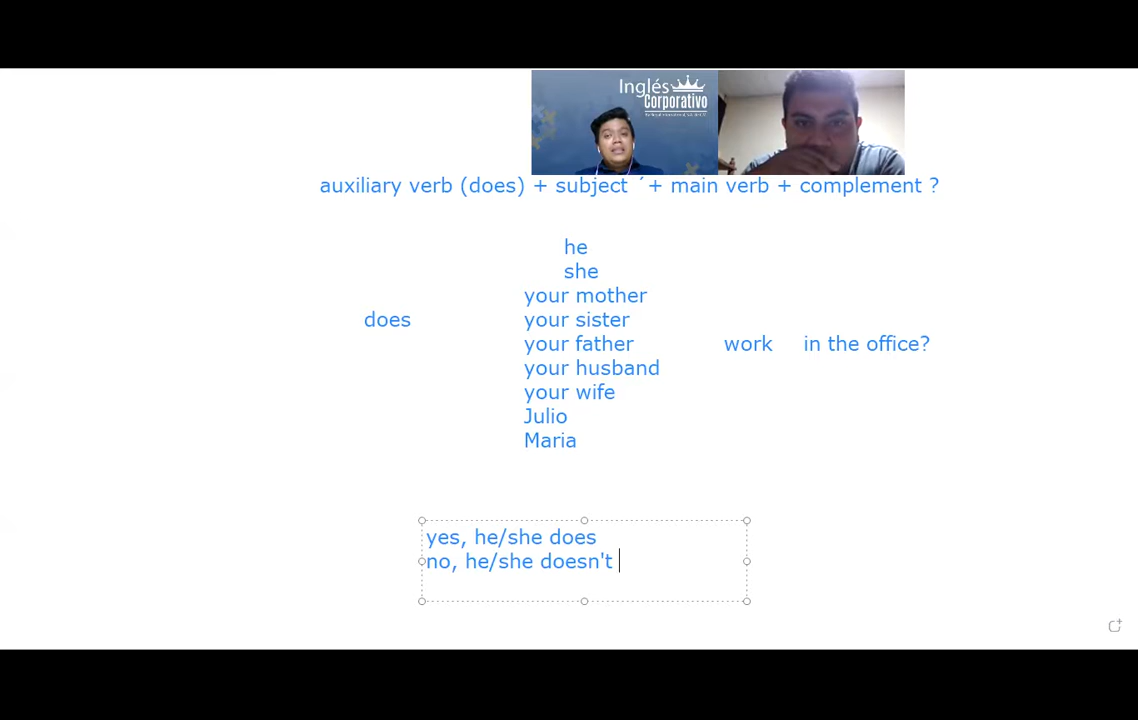 Inglés
Corporativo
auxiliary verb (does) + subject ´+ main verb + complement ?
he
she
your mother
does your sister
your father work in the office?
your husband
your wife
Julio
Maria
yes, he/she does
no, he/she doesn't